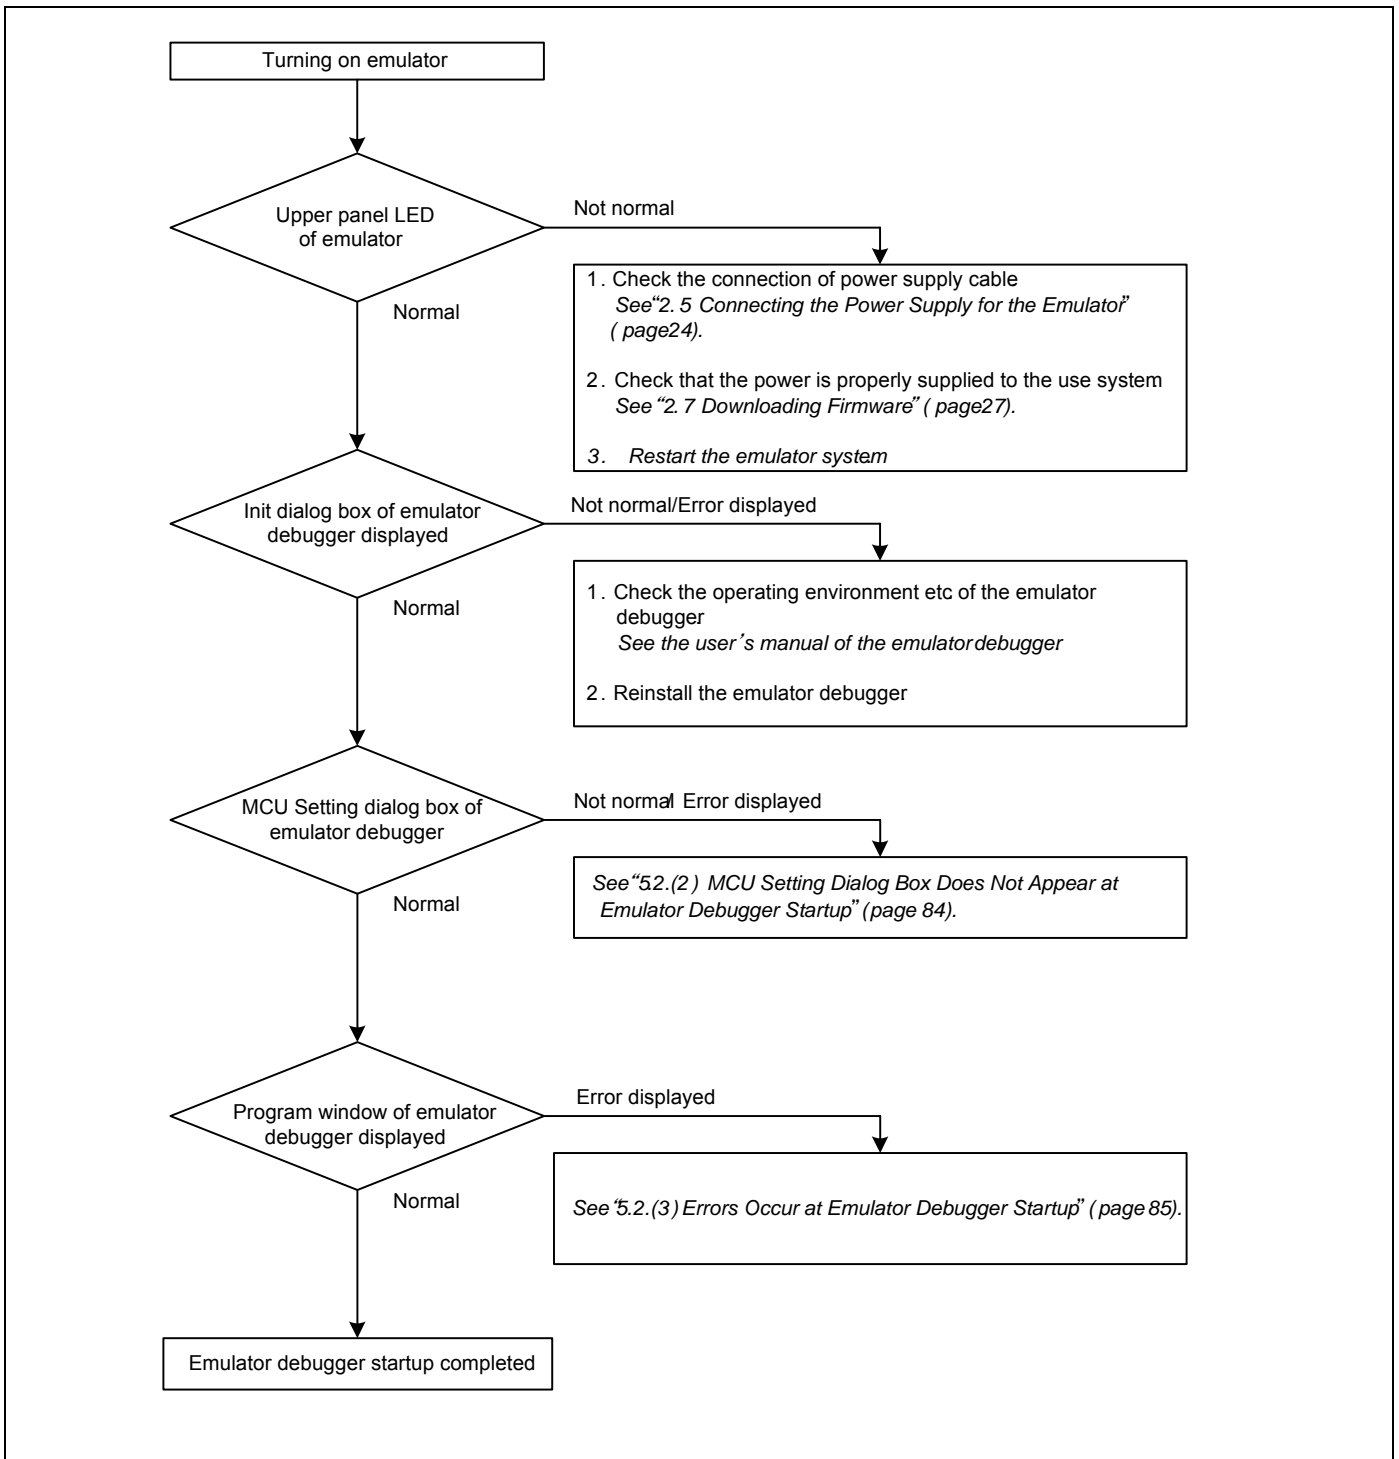 Turning on emulator
Upper panel LED
of emulator
Not normal
Normal
1. Check the connection of power supply cable
See “2.5 Connecting the Power Supply for the Emulator”
(page24).
2. Check that the power is properly supplied to the use system
See “2.7 Downloading Firmware” (page27).
3. Restart the emulator system
Init dialog box of emulator
debugger displayed
Not normal/Error displayed
Normal
1. Check the operating environment etc of the emulator
debugger
See the user’s manual of the emulator debugger
2. Reinstall the emulator debugger
MCU Setting dialog box of
emulator debugger
Not normal/ Error displayed
Normal
See “5.2.(2) MCU Setting Dialog Box Does Not Appear at
Emulator Debugger Startup” (page 84).
Program window of emulator
debugger displayed
Error displayed
Normal
See “5.2.(3) Errors Occur at Emulator Debugger Startup” (page 85).
Emulator debugger startup completed